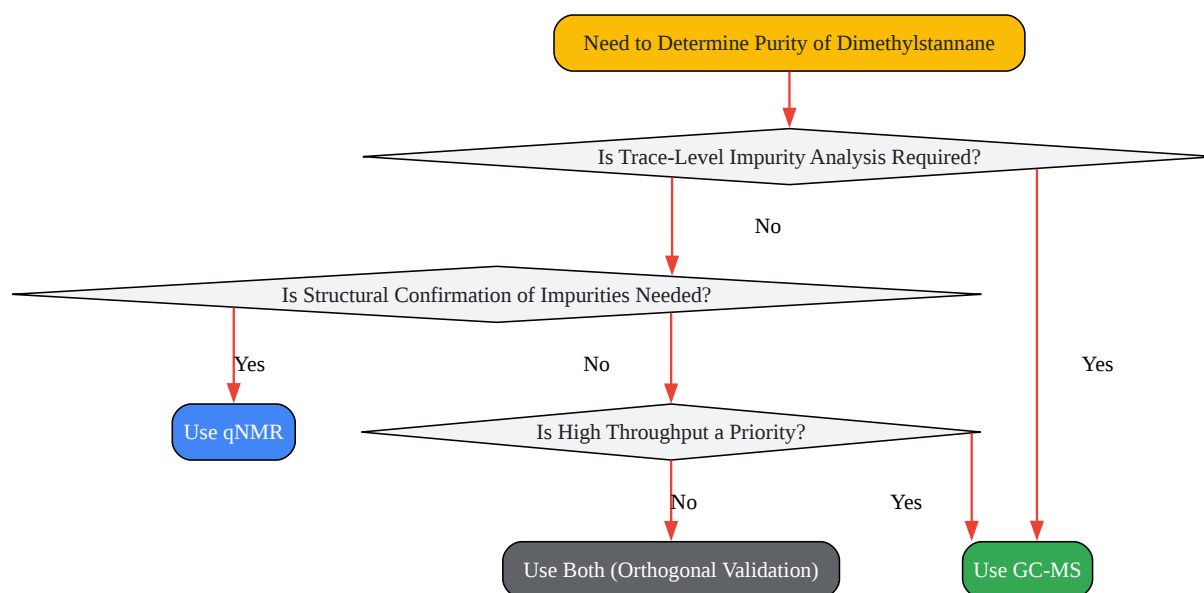 Need to Determine Purity of Dimethylstannane
Is Trace-Level Impurity Analysis Required?
No
Is Structural Confirmation of Impurities Needed?
Yes
No
Yes
Use qNMR
Is High Throughput a Priority?
No
Yes
Use Both (Orthogonal Validation)
Use GC-MS